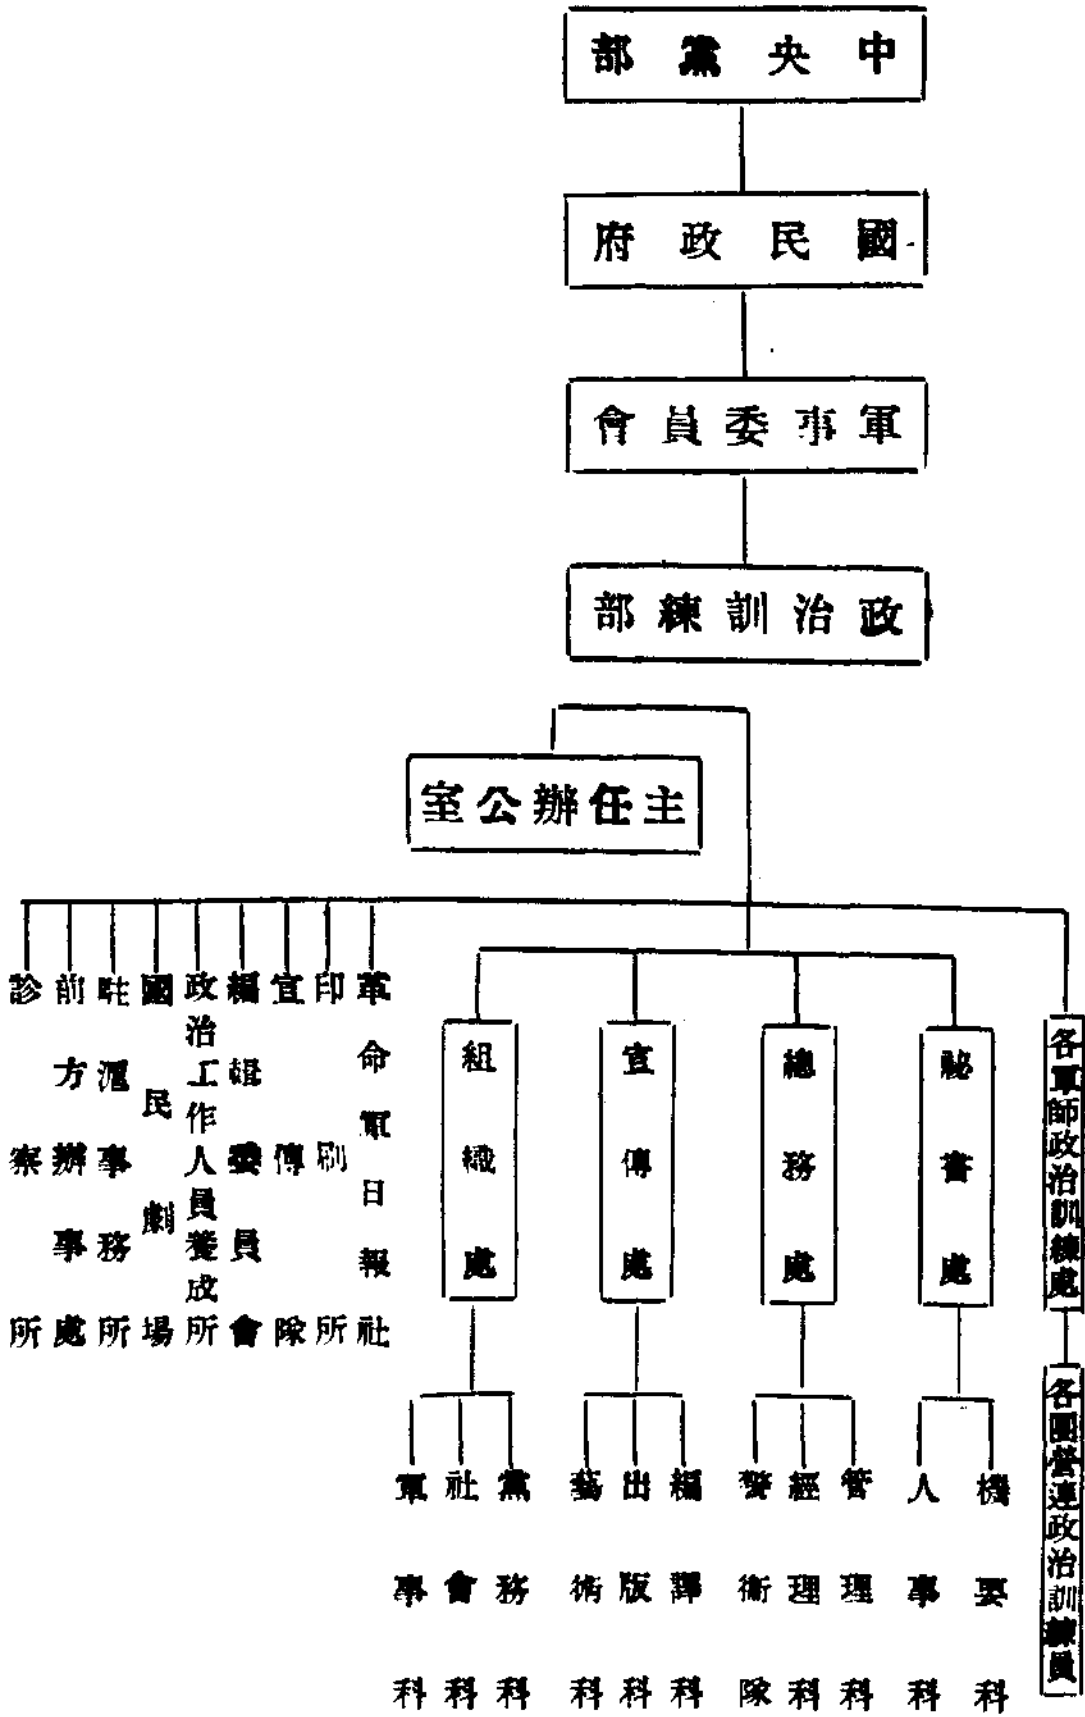 中央黨部
國民政府
軍事委員會
政治訓練部
主任辦公室
各軍師政治訓練處
各團營連政治訓練員
秘書處
機要科
人事科
總務處
管理科
經理科
警衛隊
宣傳處
編譯科
出版科
藝術科
組織處
黨務科
社會科
軍事科
革命軍日報社
印刷所
宣傳隊
編輯委員會
政治工作人員養成所
國民劇場
駐滬事務所
前方辦事處
診察所